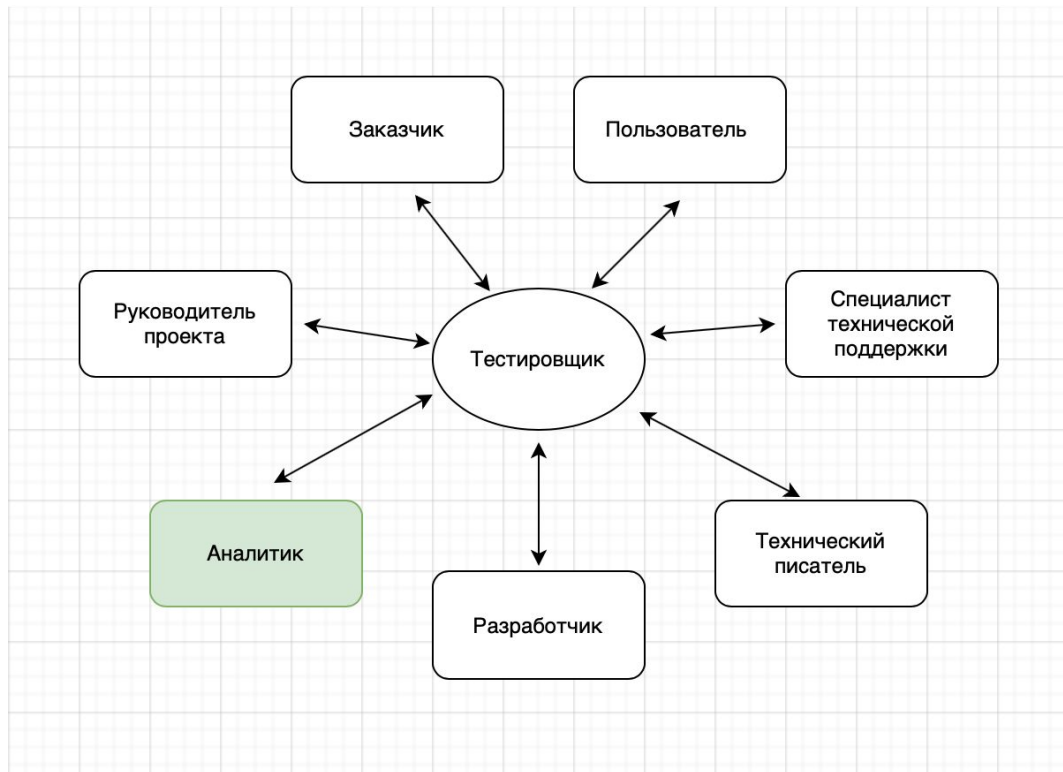 Заказчик
Пользователь
Руководитель
проекта
Специалист
технической
поддержки
Тестировщик
Аналитик
Технический
писатель
Разработчик